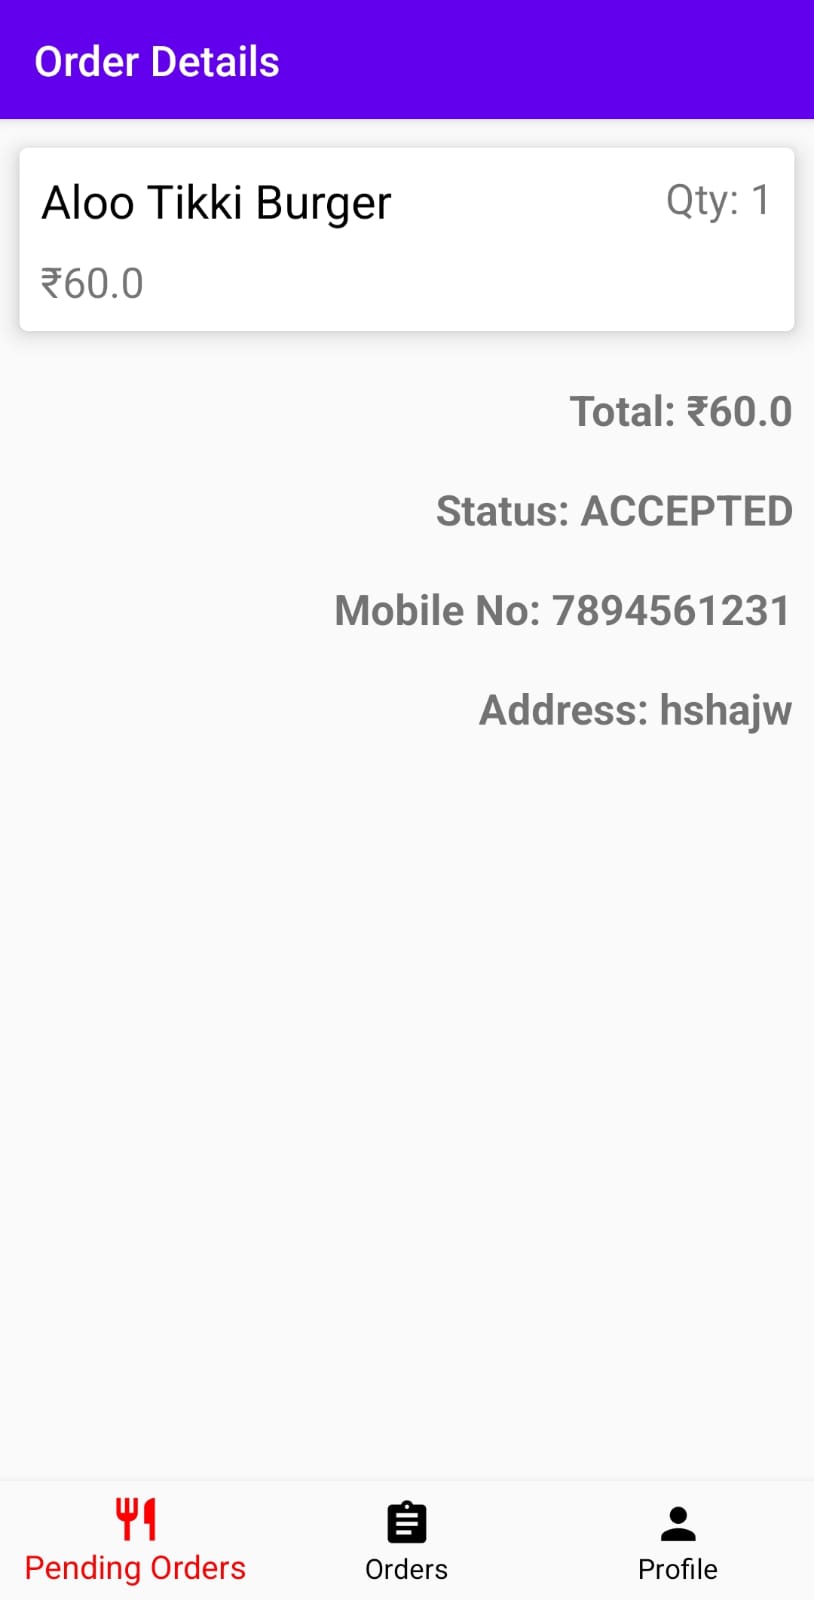 Order Details
Aloo Tikki Burger
Qty: 1
₹60.0
Total: ₹60.0
Status: ACCEPTED
Mobile No: 7894561231
Address: hshajw
Pending Orders
Orders
Profile